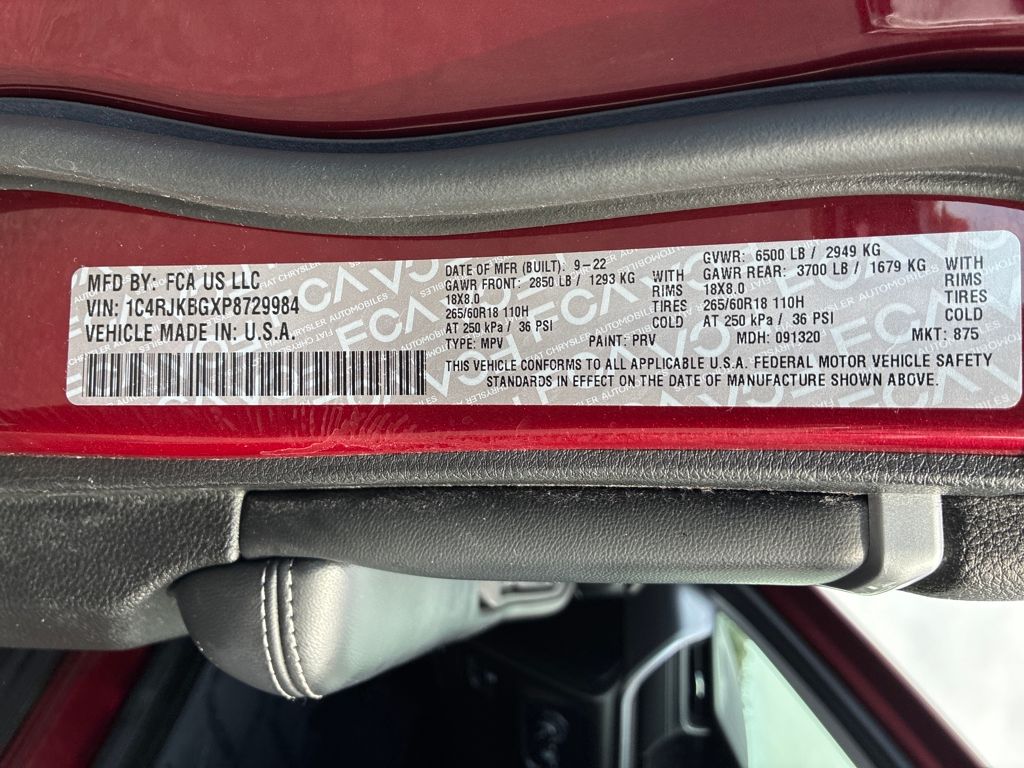 MFD BY: FCA US LLC
VIN: 1C4RJKBGXP8729984
VEHICLE MADE IN: U.S.A.
DATE OF MFR (BUILT): 9-22
GAWR FRONT: 2850 LB / 1293 KG
18X8.0
265/60R18 110H
AT 250 kPa / 36 PSI
TYPE: MPV
WITH
RIMS
TIRES
COLD
PAINT: PRV
GVWR: 6500 LB / 2949 KG
GAWR REAR: 3700 LB / 1679 KG
18X8.0
265/60R18 110H
AT 250 kPa / 36 PSI
MDH: 091320
WITH
RIMS
TIRES
COLD
MKT: 875
THIS VEHICLE CONFORMS TO ALL APPLICABLE U.S.A. FEDERAL MOTOR VEHICLE SAFETY
STANDARDS IN EFFECT ON THE DATE OF MANUFACTURE SHOWN ABOVE.